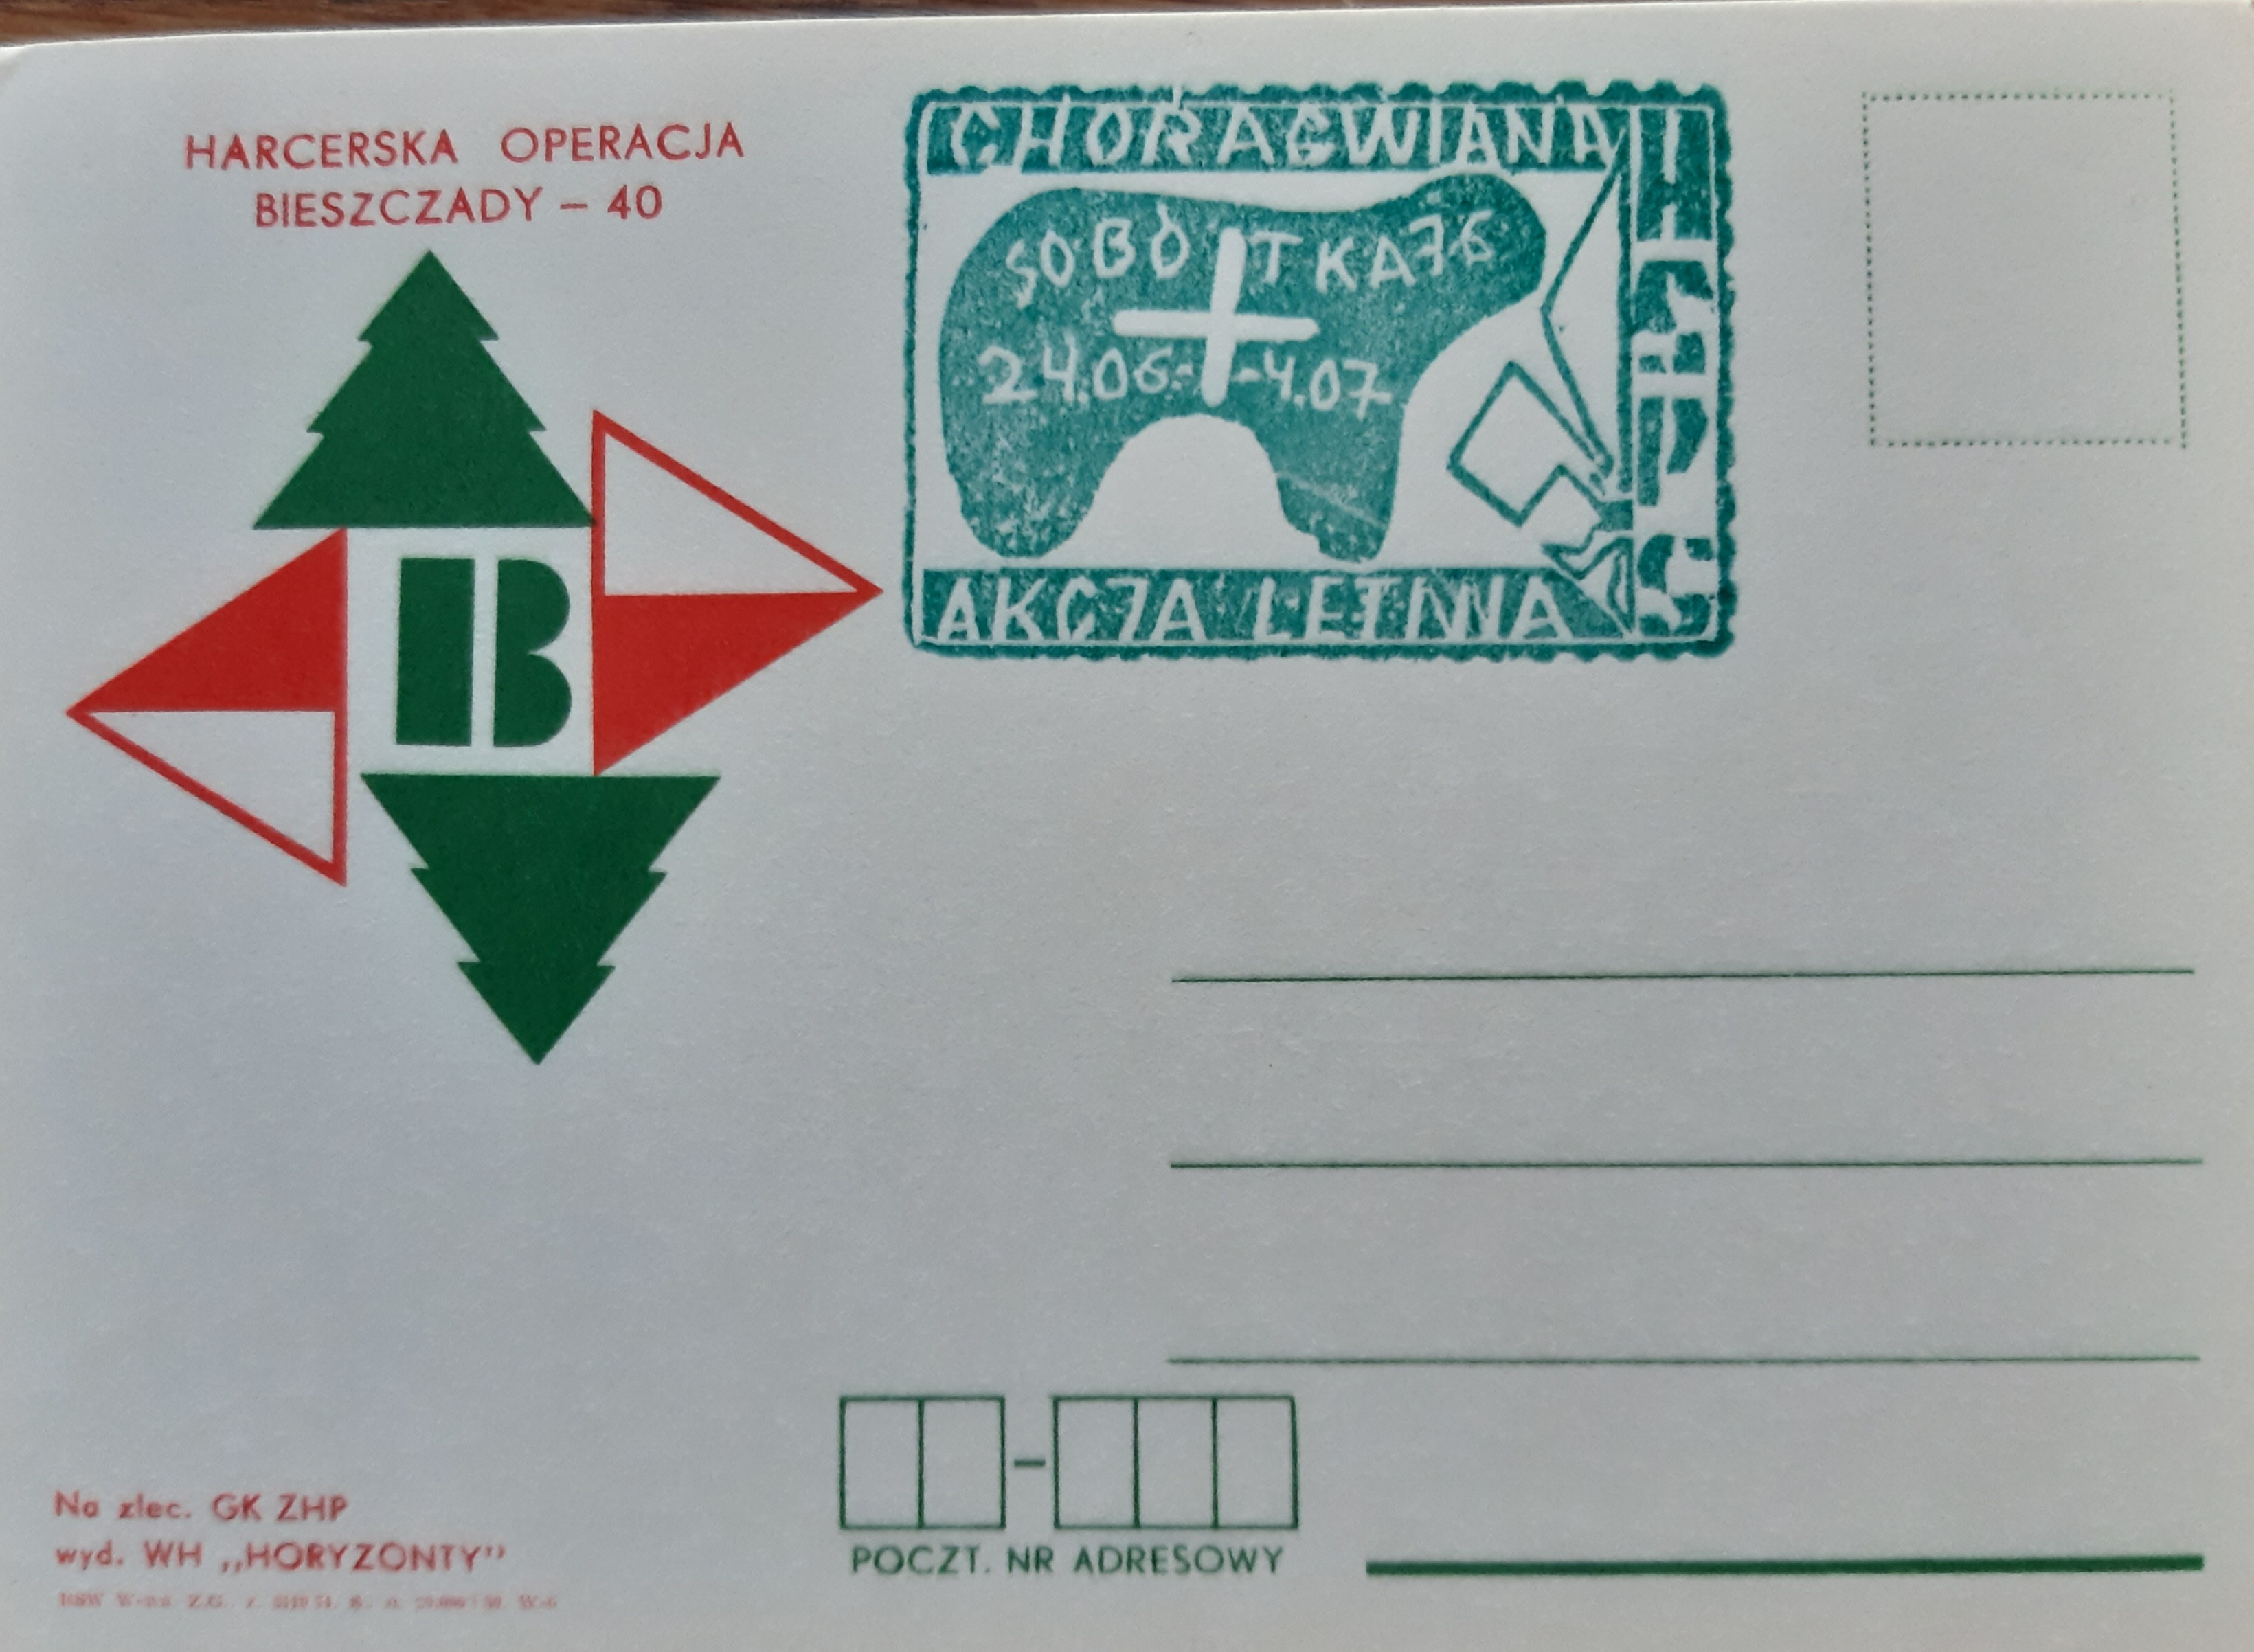 HARCERSKA OPERACJA
BIESZCZADY – 40
B
CHORĄGWIANA
SOBÓTKA 76
24.06.- -4.07
AKCJA LETNIA
Na zlec. GK ZHP
wyd. WH „HORYZONTY”
POCZT. NR ADRESOWY